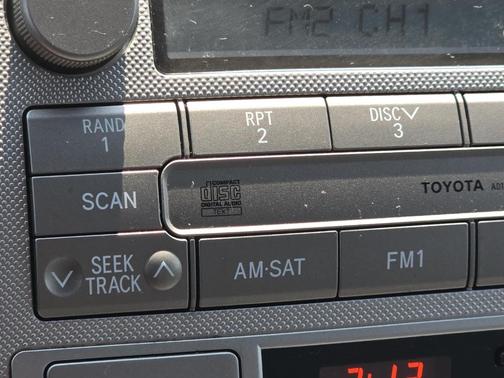 FM2 CH1
RAND
1
RPT
2
DISC
3
SCAN
COMPACT
DISC
DIGITAL AUDIO
TEXT
TOYOTA
SEEK
TRACK
AM·SAT
FM1